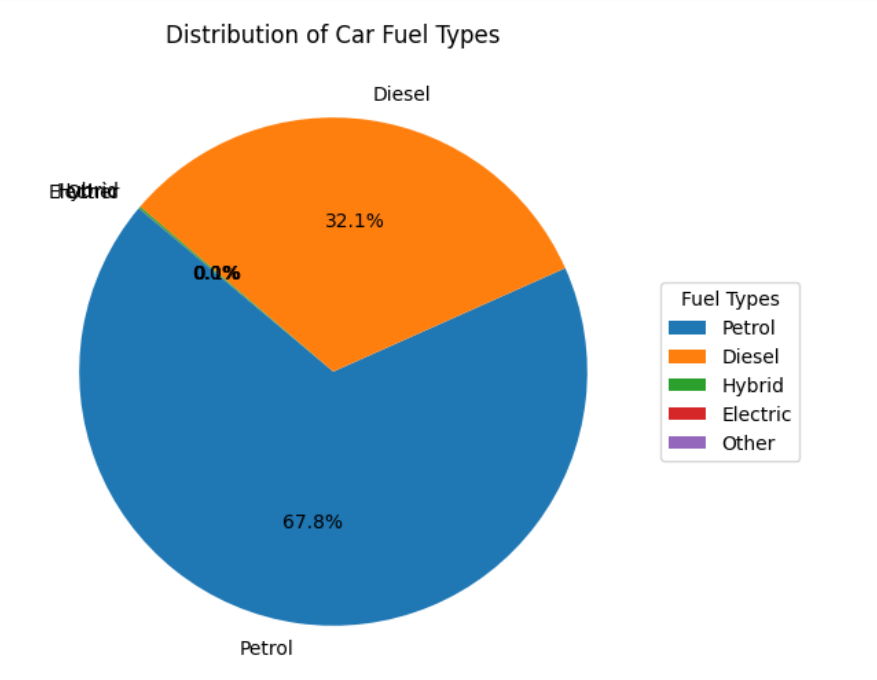 Distribution of Car Fuel Types
Diesel
32.1%
67.8%
Petrol
Fuel Types
Petrol
Diesel
Hybrid
Electric
Other